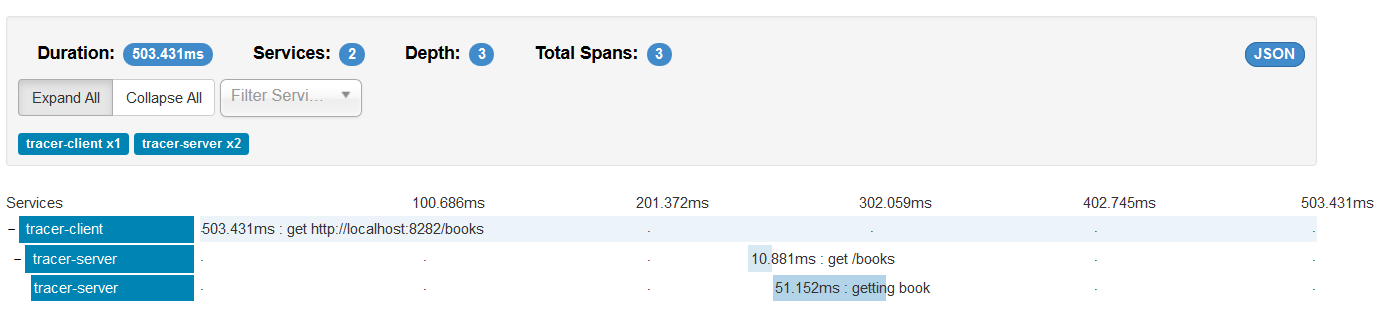 Duration: 503.431ms Services: 2 Depth: 3 Total Spans: 3 JSON
Expand All Collapse All Filter Servi...
tracer-client x1 tracer-server x2
Services 100.686ms 201.372ms 302.059ms 402.745ms 503.431ms
− tracer-client 503.431ms : get http://localhost:8282/books . . . .
− tracer-server . . . 10.881ms : get /books . .
tracer-server . . . 51.152ms : getting book . .